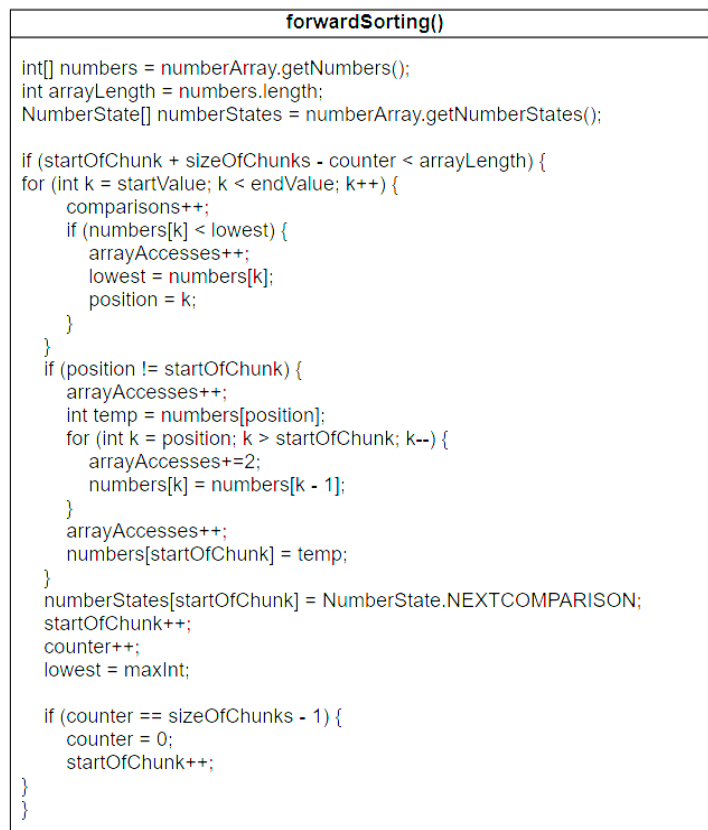 forwardSorting()
int[] numbers = numberArray.getNumbers();
int arrayLength = numbers.length;
NumberState[] numberStates = numberArray.getNumberStates();
if (startOfChunk + sizeOfChunks - counter < arrayLength) {
for (int k = startValue; k < endValue; k++) {
comparisons++;
if (numbers[k] < lowest) {
arrayAccesses++;
lowest = numbers[k];
position = k;
}
}
if (position != startOfChunk) {
arrayAccesses++;
int temp = numbers[position];
for (int k = position; k > startOfChunk; k--) {
arrayAccesses+=2;
numbers[k] = numbers[k - 1];
}
arrayAccesses++;
numbers[startOfChunk] = temp;
}
numberStates[startOfChunk] = NumberState.NEXTCOMPARISON;
startOfChunk++;
counter++;
lowest = maxInt;
if (counter == sizeOfChunks - 1) {
counter = 0;
startOfChunk++;
}
}